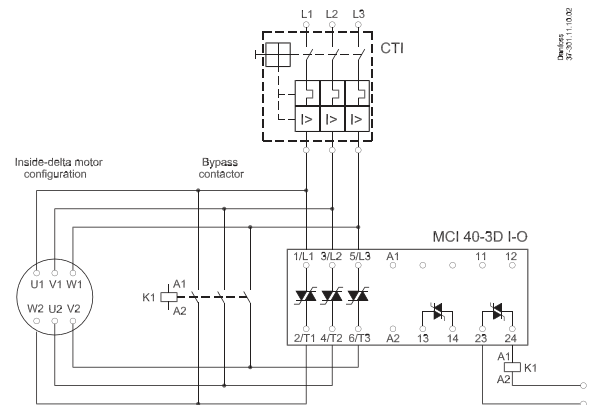 L1 L2 L3
CTI
Danfoss
37-301.11.10.02
I> I> I>
Inside-delta motor
configuration
Bypass
contactor
MCI 40-3D I-O
1/L1 3/L2 5/L3 A1 11 12
U1 V1 W1
W2 U2 V2
K1
A1
A2
2/T1 4/T2 6/T3 A2 13 14 23 24
A1
K1
A2